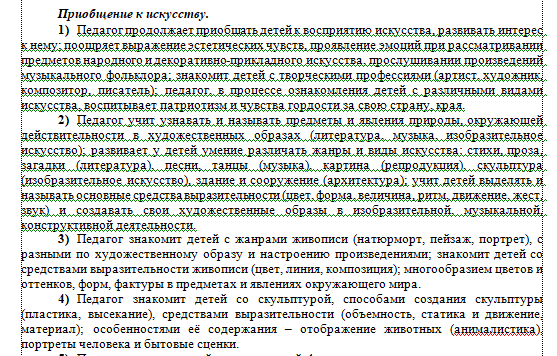 Приобщение к искусству.
1) Педагог продолжает приобщать детей к восприятию искусства, развивать интерес
к нему; поощряет выражение эстетических чувств, проявление эмоций при рассматривании
предметов народного и декоративно-прикладного искусства, прослушивании произведений
музыкального фольклора; знакомит детей с творческими профессиями (артист, художник,
композитор, писатель); педагог, в процессе ознакомления детей с различными видами
искусства, воспитывает патриотизм и чувства гордости за свою страну, края.
2) Педагог учит узнавать и называть предметы и явления природы, окружающей
действительности в художественных образах (литература, музыка, изобразительное
искусство); развивает у детей умение различать жанры и виды искусства: стихи, проза,
загадки (литература), песни, танцы (музыка), картина (репродукция), скульптура
(изобразительное искусство), здание и сооружение (архитектура); учит детей выделять и
называть основные средства выразительности (цвет, форма, величина, ритм, движение, жест,
звук) и создавать свои художественные образы в изобразительной, музыкальной,
конструктивной деятельности.
3) Педагог знакомит детей с жанрами живописи (натюрморт, пейзаж, портрет), с
разными по художественному образу и настроению произведениями; знакомит детей со
средствами выразительности живописи (цвет, линия, композиция); многообразием цветов и
оттенков, форм, фактуры в предметах и явлениях окружающего мира.
4) Педагог знакомит детей со скульптурой, способами создания скульптуры
(пластика, высекание), средствами выразительности (объемность, статика и движение,
материал); особенностями её содержания – отображение животных (анималистика),
портреты человека и бытовые сценки.